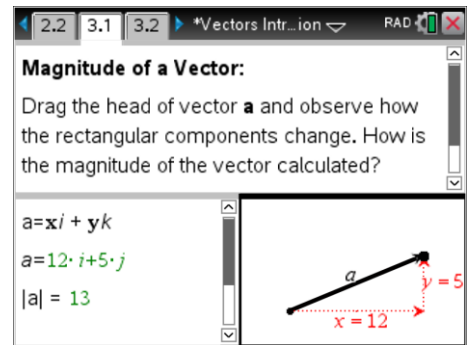 2.2 3.1 3.2 *Vectors Intr...ion RAD
Magnitude of a Vector:
Drag the head of vector a and observe how
the rectangular components change. How is
the magnitude of the vector calculated?
a=xi + yk
a=12· i+5· j
|a| = 13
a
y = 5
x = 12